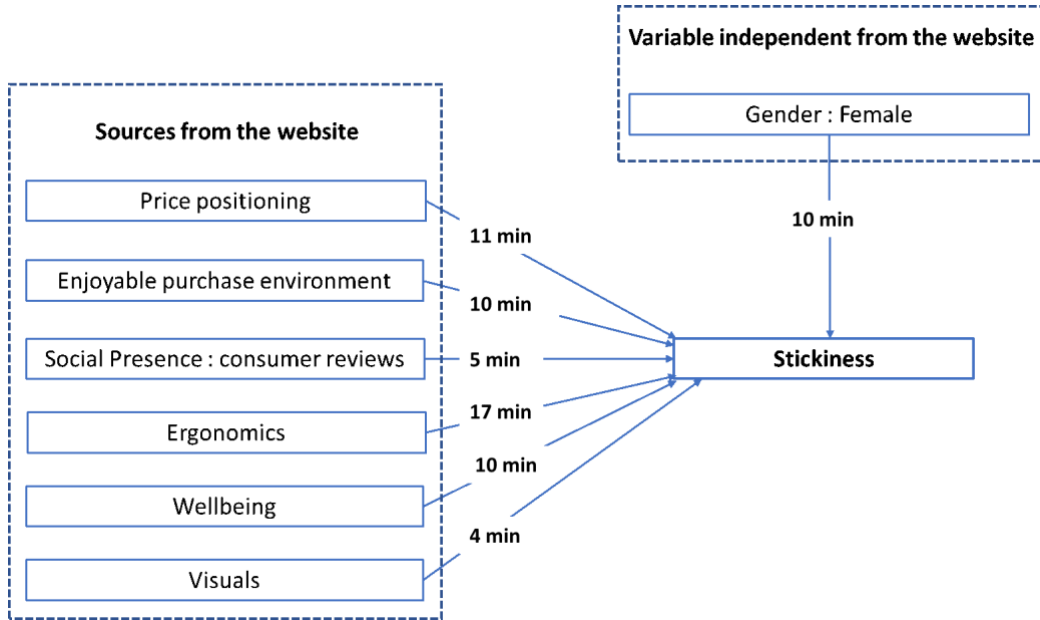 Variable independent from the website
Gender : Female
10 min
Sources from the website
Price positioning
11 min
Enjoyable purchase environment
10 min
Social Presence : consumer reviews
5 min
Stickiness
Ergonomics
17 min
Wellbeing
10 min
Visuals
4 min